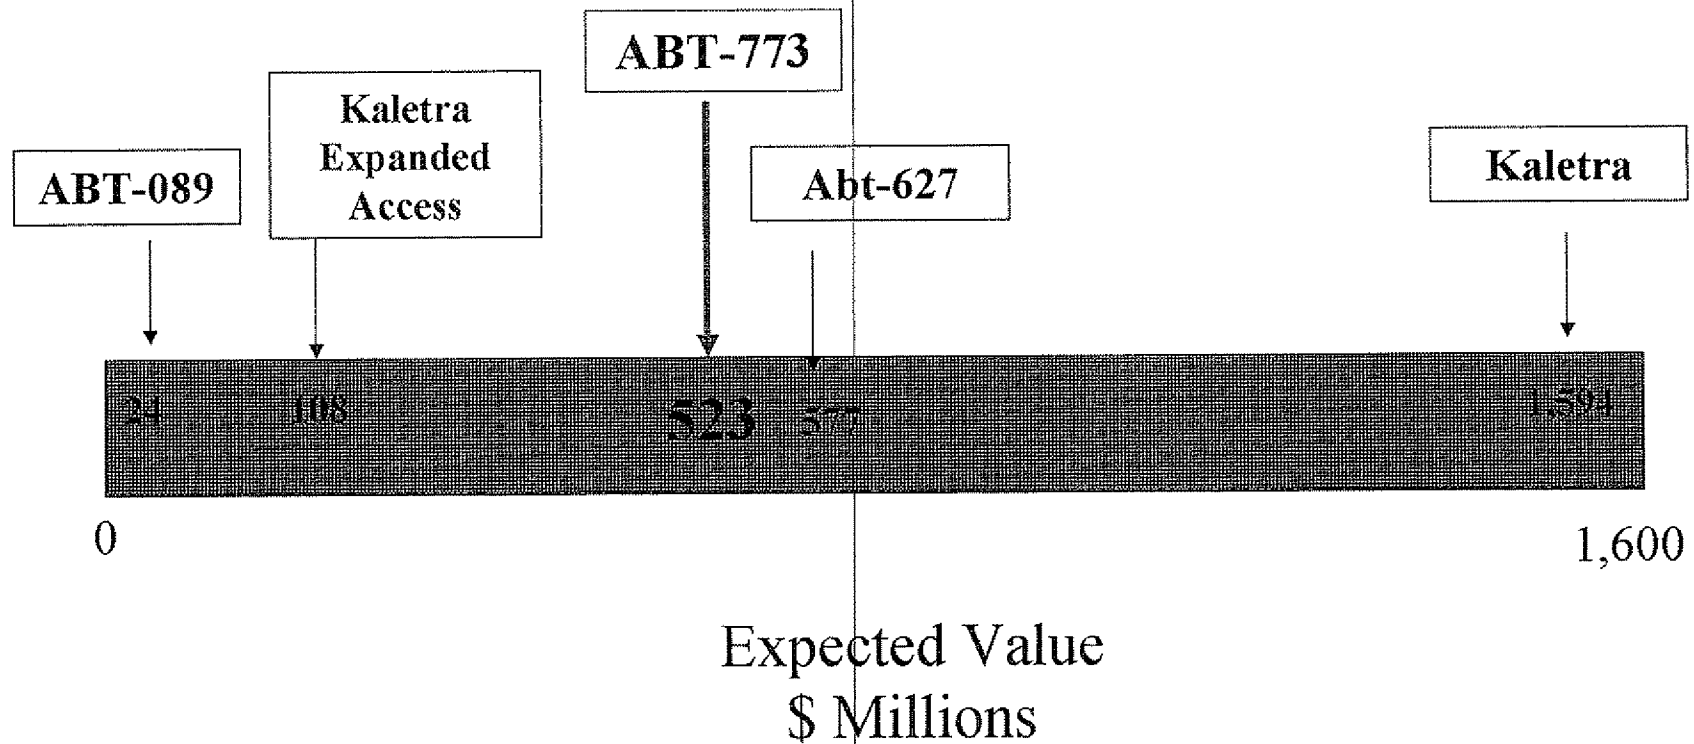 ABT-773
Kaletra
Expanded
Access
Abt-627
Kaletra
ABT-089
24
108
523
577
1,594
0
1,600
Expected Value
$ Millions